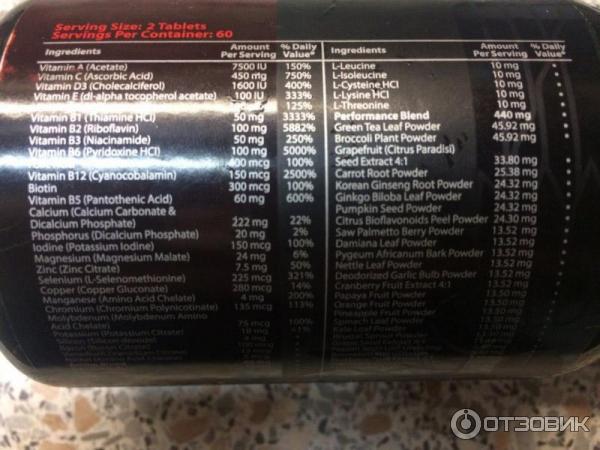 Serving Size: 2 Tablets
Servings Per Container: 60
Ingredients Amount Per Serving % Daily Value*
Vitamin A (Acetate) 7500 IU 150%
Vitamin C (Ascorbic Acid) 450 mg 750%
Vitamin D3 (Cholecalciferol) 1600 IU 400%
Vitamin E (dl-alpha tocopherol acetate) 100 IU 333%
125%
Vitamin B1 (Thiamine HCl) 50 mg 3333%
Vitamin B2 (Riboflavin) 100 mg 5882%
Vitamin B3 (Niacinamide) 50 mg 250%
Vitamin B6 (Pyridoxine HCl) 100 mg 5000%
400 mcg 100%
Vitamin B12 (Cyanocobalamin) 150 mcg 2500%
Biotin 300 mcg 100%
Vitamin B5 (Pantothenic Acid) 60 mg 600%
Calcium (Calcium Carbonate &
Dicalcium Phosphate) 222 mg 22%
Phosphorus (Dicalcium Phosphate) 20 mg 2%
Iodine (Potassium Iodine) 150 mcg 100%
Magnesium (Magnesium Malate) 24 mg 6%
Zinc (Zinc Citrate) 7.5 mg 50%
Selenium (L-Selenomethionine) 225 mcg 321%
Copper (Copper Gluconate) 280 mcg 14%
Manganese (Amino Acid Chelate) 4 mg 200%
Chromium (Chromium Polynicotinate) 135 mcg 113%
Molybdenum (Molybdenum Amino
Acid Chelate) 75 mcg 100%
Potassium (Potassium Citrate) 10 mg <1%
Ingredients Amount Per Serving % Daily Value*
L-Leucine 10 mg •
L-Isoleucine 10 mg •
L-Cysteine HCl 10 mg •
L-Lysine HCl 10 mg •
L-Threonine 10 mg •
Performance Blend 440 mg •
Green Tea Leaf Powder 45.92 mg •
Broccoli Plant Powder 45.92 mg •
Grapefruit (Citrus Paradisi)
Seed Extract 4:1 33.80 mg •
Carrot Root Powder 25.38 mg •
Korean Ginseng Root Powder 24.32 mg •
Ginkgo Biloba Leaf Powder 24.32 mg •
Pumpkin Seed Powder 24.32 mg •
Citrus Bioflavonoids Peel Powder 24.30 mg •
Saw Palmetto Berry Powder 13.52 mg •
Damiana Leaf Powder 13.52 mg •
Pygeum Africanum Bark Powder 13.52 mg •
Nettle Leaf Powder 13.52 mg •
Deodorized Garlic Bulb Powder 13.52 mg •
Cranberry Fruit Extract 4:1 13.52 mg •
Papaya Fruit Powder 13.50 mg •
Orange Fruit Powder 13.50 mg •
Pineapple Fruit Powder
Spinach Leaf Powder
Kale Leaf Powder
ОТЗОВИК